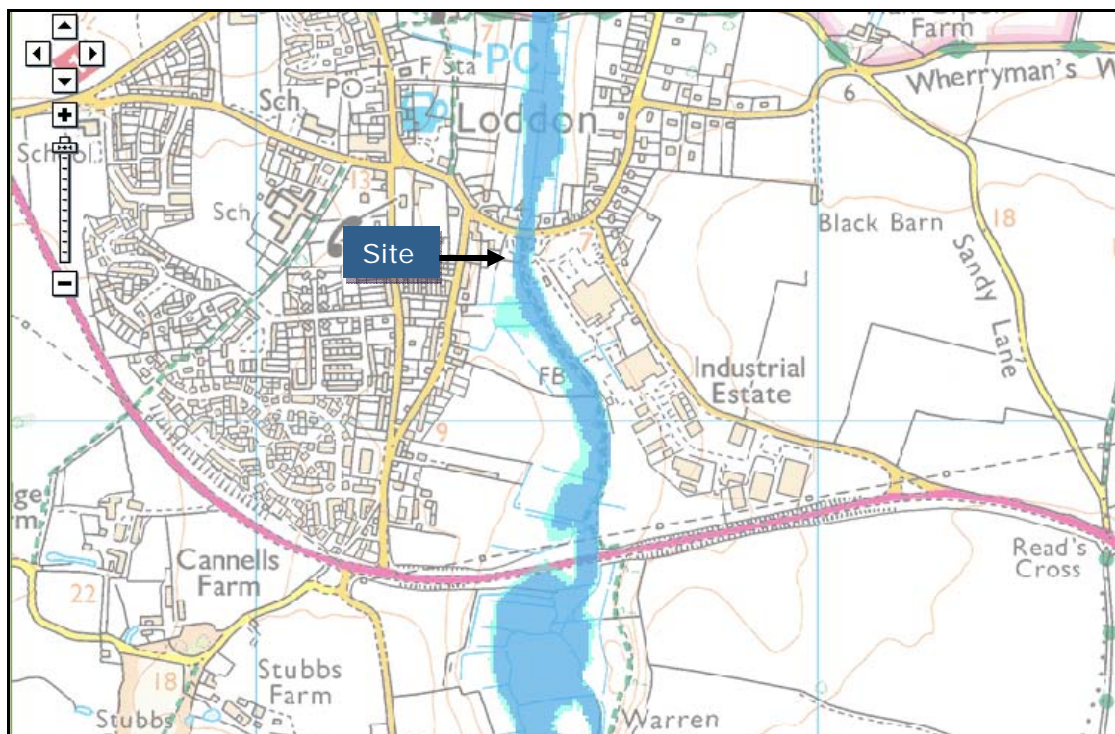 Farm
7
F Sta
PC
Wherryman's W
PO
6
Sch
Loddon
School
13
Sch
Black Barn
18
Site
7
Sandy Lane
FB
Industrial
Estate
9
ge
m
Cannells
Farm
Read's
Cross
22
18
Stubbs
Farm
Stubbs
Warren